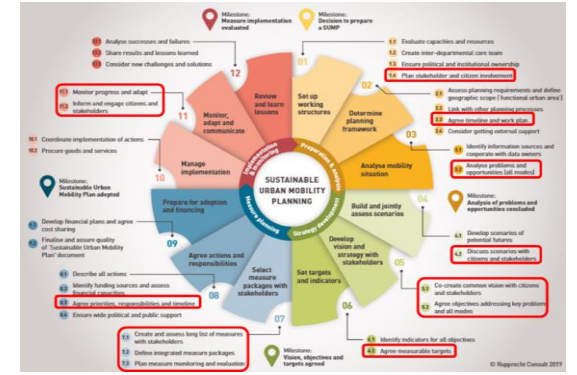 Milestone:
Measure implementation
evaluated
Milestone:
Decision to prepare
a SUMP
12.1 Analyse successes and failures
12.2 Share results and lessons learned
12.3 Consider new challenges and solutions
1.1 Evaluate capacities and resources
1.2 Create inter-departmental core team
1.3 Ensure political and institutional ownership
1.4 Plan stakeholder and citizen involvement
11.1 Monitor progress and adapt
11.2 Inform and engage citizens and
stakeholders
2.1 Assess planning requirements and define
geographic scope ('functional urban area')
2.2 Link with other planning processes
2.3 Agree timeline and work plan
2.4 Consider getting external support
10.1 Coordinate implementation of actions
10.2 Procure goods and services
3.1 Identify information sources and
cooperate with data owners
3.2 Analyse problems and
opportunities (all modes)
Milestone:
Sustainable Urban
Mobility Plan adopted
Milestone:
Analysis of problems and
opportunities concluded
9.1 Develop financial plans and agree
cost sharing
9.2 Finalise and assure quality
of 'Sustainable Urban Mobility
Plan' document
4.1 Develop scenarios of
potential futures
4.2 Discuss scenarios with
citizens and stakeholders
8.1 Describe all actions
8.2 Identify funding sources and assess
financial capacities
8.3 Agree priorities, responsibilities and timeline
8.4 Ensure wide political and public support
5.1 Co-create common vision with citizens
and stakeholders
5.2 Agree objectives addressing key problem
and all modes
7.1 Create and assess long list of measures
with stakeholders
7.2 Define integrated measure packages
7.3 Plan measure monitoring and evaluation
6.1 Identify indicators for all objectives
6.2 Agree measurable targets
Milestone:
Vision, objectives and
targets agreed
01
Set up
working structures
02
Determine
planning
framework
03
Analyse mobility
situation
04
Build and jointly
assess scenarios
05
Develop
vision and
strategy with
stakeholders
06
Set targets
and indicators
07
Select
measure
packages with
stakeholders
08
Agree actions and
responsibilities
09
Prepare for adoption
and financing
10
Manage
implementation
11
Monitor,
adapt and
communicate
12
Review
and learn
lessons
Preparation & analysis
Strategy development
Measure planning
Implementation & monitoring
SUSTAINABLE
URBAN MOBILITY
PLANNING
© Rupprecht Consult 2019